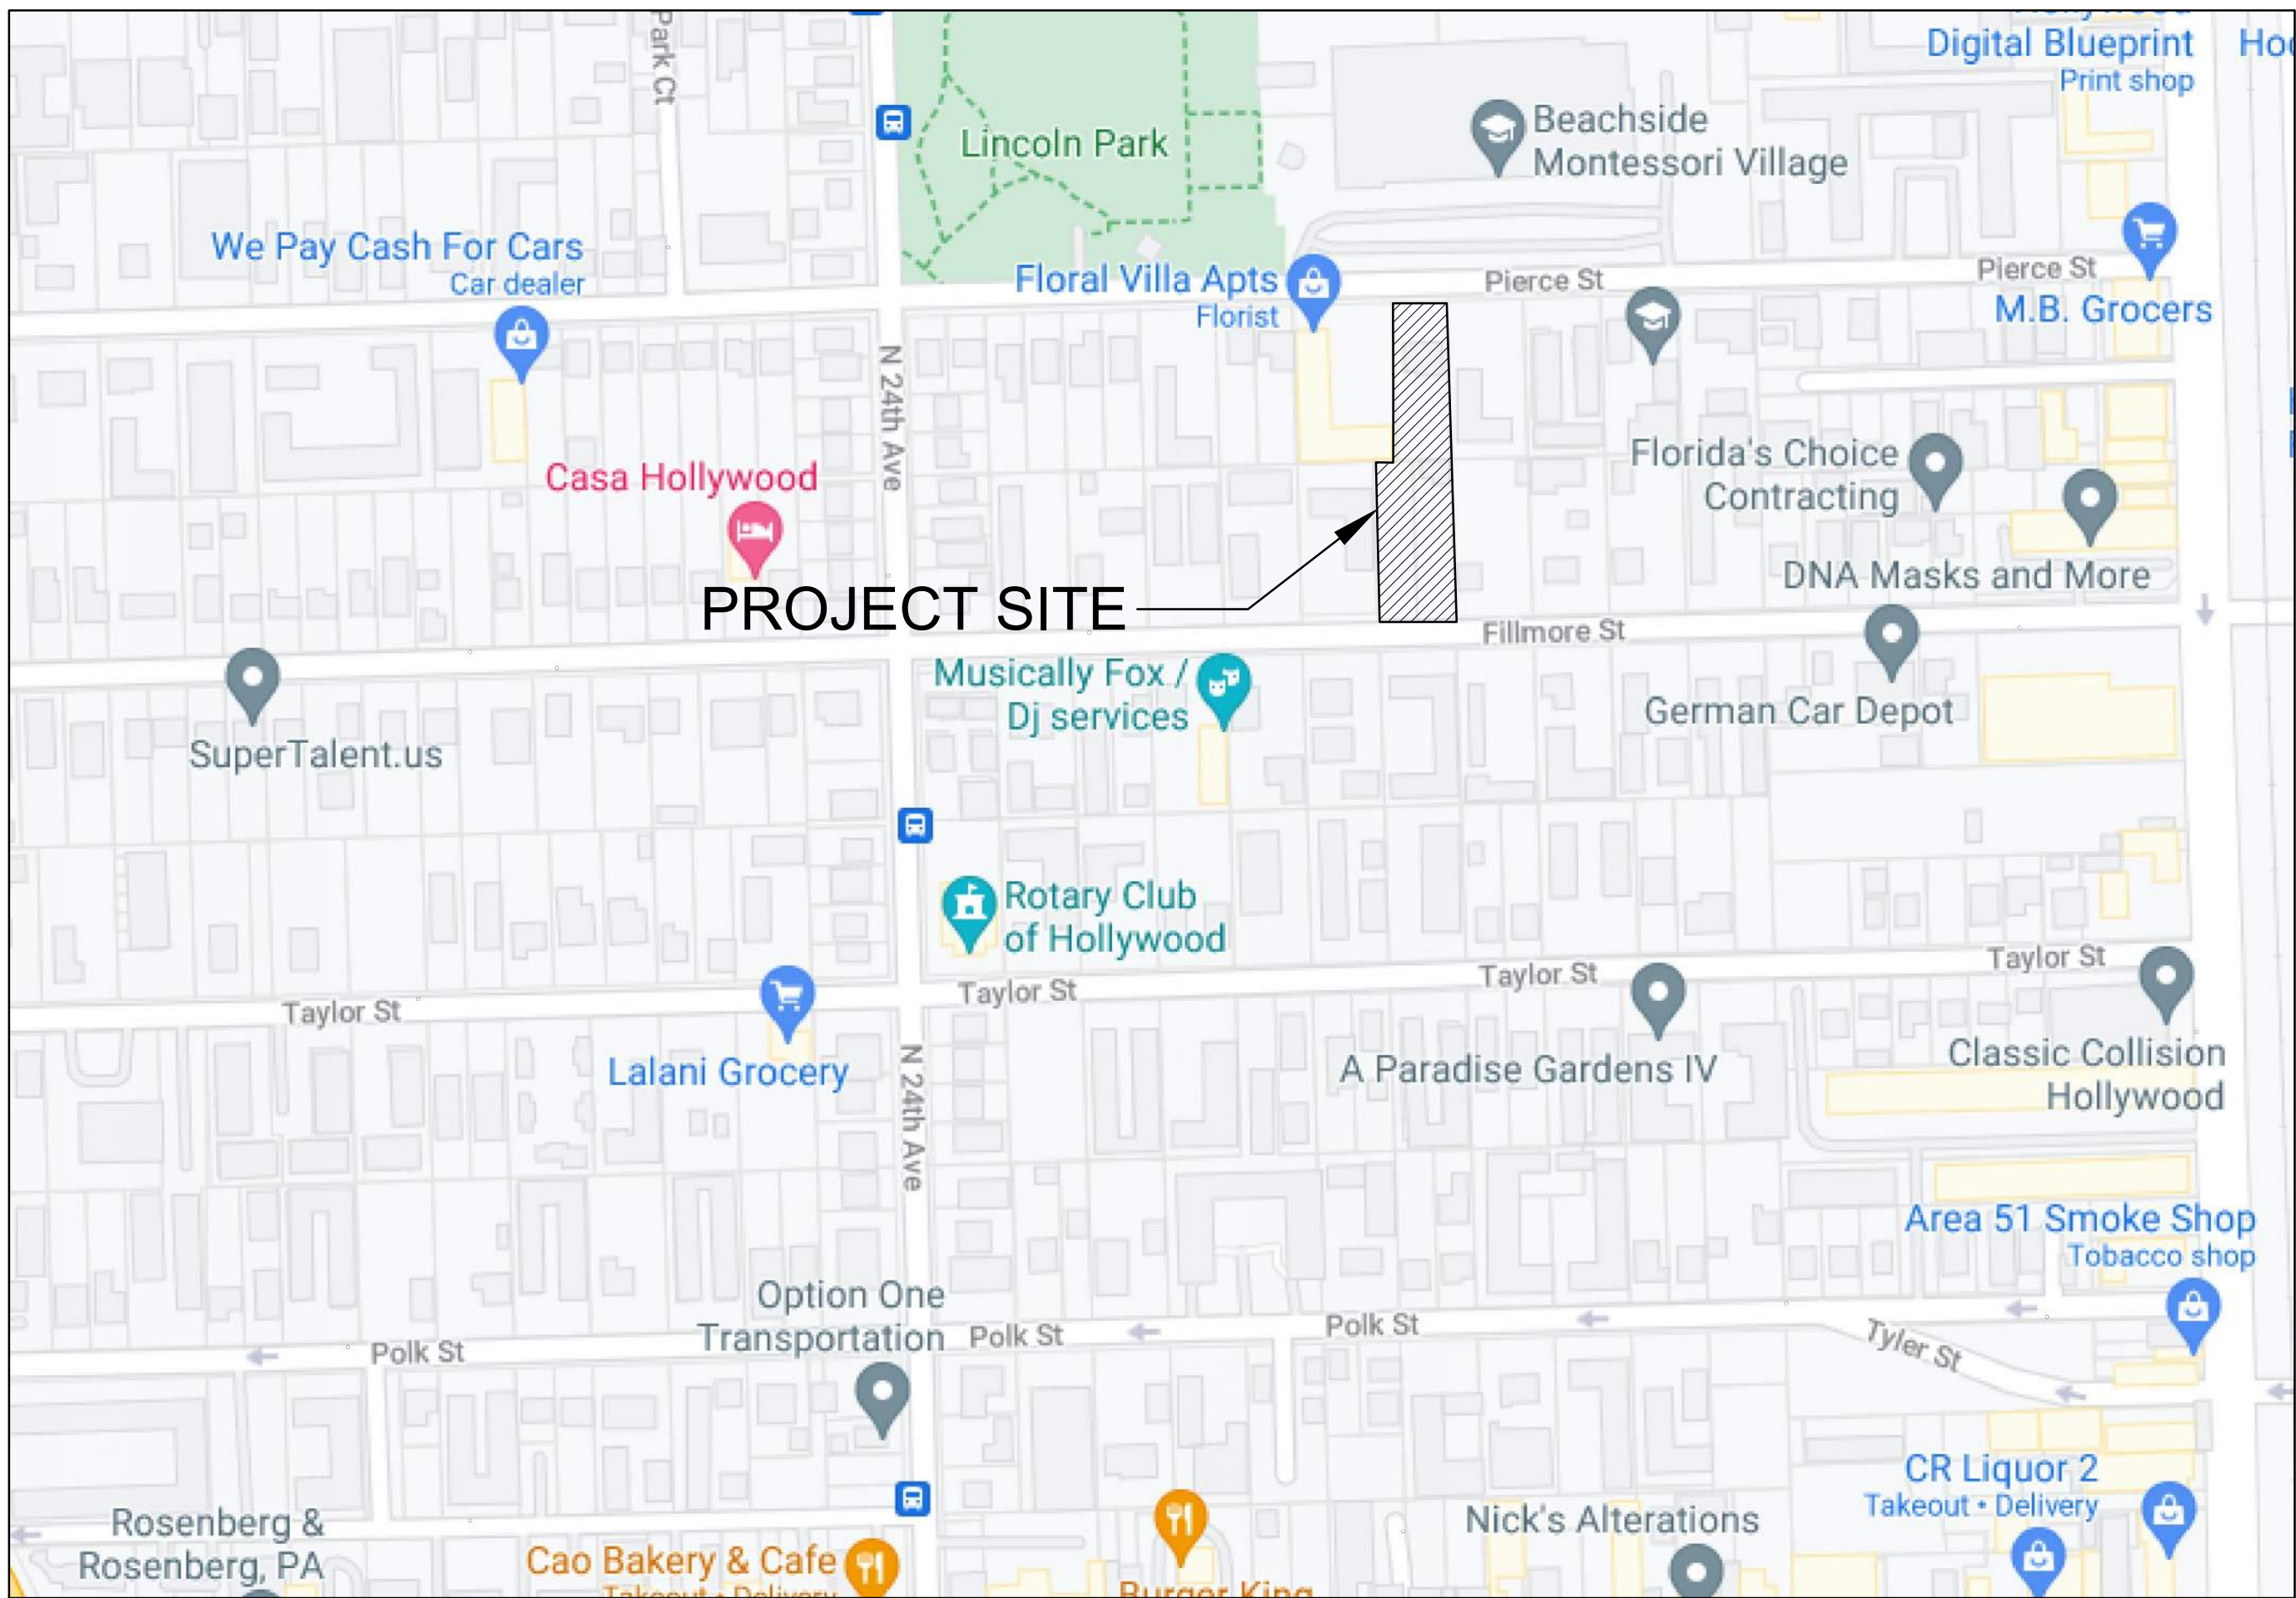 Park Ct
Digital Blueprint
Print shop
Lincoln Park
Beachside
Montessori Village
We Pay Cash For Cars
Car dealer
Floral Villa Apts
Florist
Pierce St
Pierce St
M.B. Grocers
N 24th Ave
Casa Hollywood
Florida's Choice
Contracting
DNA Masks and More
PROJECT SITE
Fillmore St
Musically Fox /
Dj services
German Car Depot
SuperTalent.us
Rotary Club
of Hollywood
Taylor St
Taylor St
Taylor St
Taylor St
Lalani Grocery
N 24th Ave
A Paradise Gardens IV
Classic Collision
Hollywood
Area 51 Smoke Shop
Tobacco shop
Option One
Transportation
Polk St
Polk St
Polk St
Tyler St
CR Liquor 2
Takeout • Delivery
Rosenberg &
Rosenberg, PA
Nick's Alterations
Cao Bakery & Cafe
Takeout • Delivery
Burger King